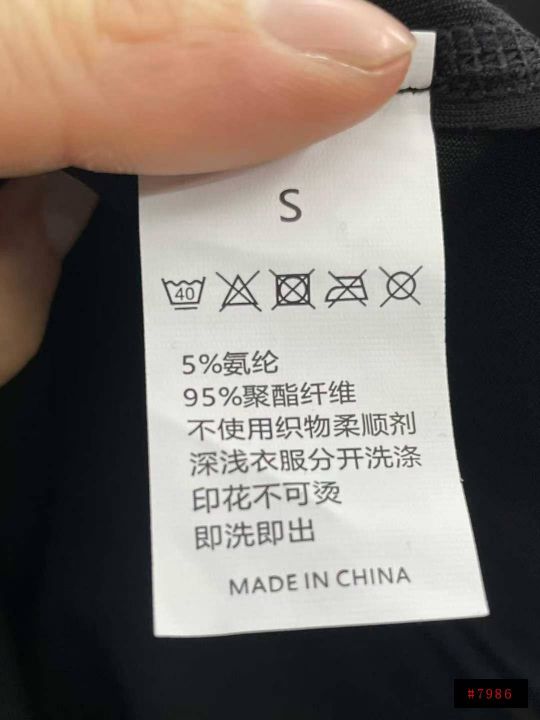 S
40
5%氨纶
95%聚酯纤维
不使用织物柔顺剂
深浅衣服分开洗涤
印花不可烫
即洗即出
MADE IN CHINA
#7986